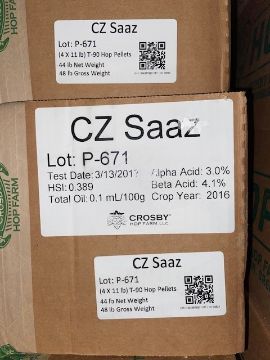 CZ Saaz
Lot: P-671
(4 X 11 lb) T-90 Hop Pellets
44 lb Net Weight
48 lb Gross Weight
HOP FARM
CZ Saaz
Lot: P-671
Test Date: 3/13/2017 Alpha Acid: 3.0%
HSI: 0.389 Beta Acid: 4.1%
Total Oil: 0.1 mL/100g Crop Year: 2016
CROSBY
HOP FARM LLC
CZ Saaz
Lot: P-671
(4 X 11 lb) T-90 Hop Pellets
44 lb Net Weight
48 lb Gross Weight